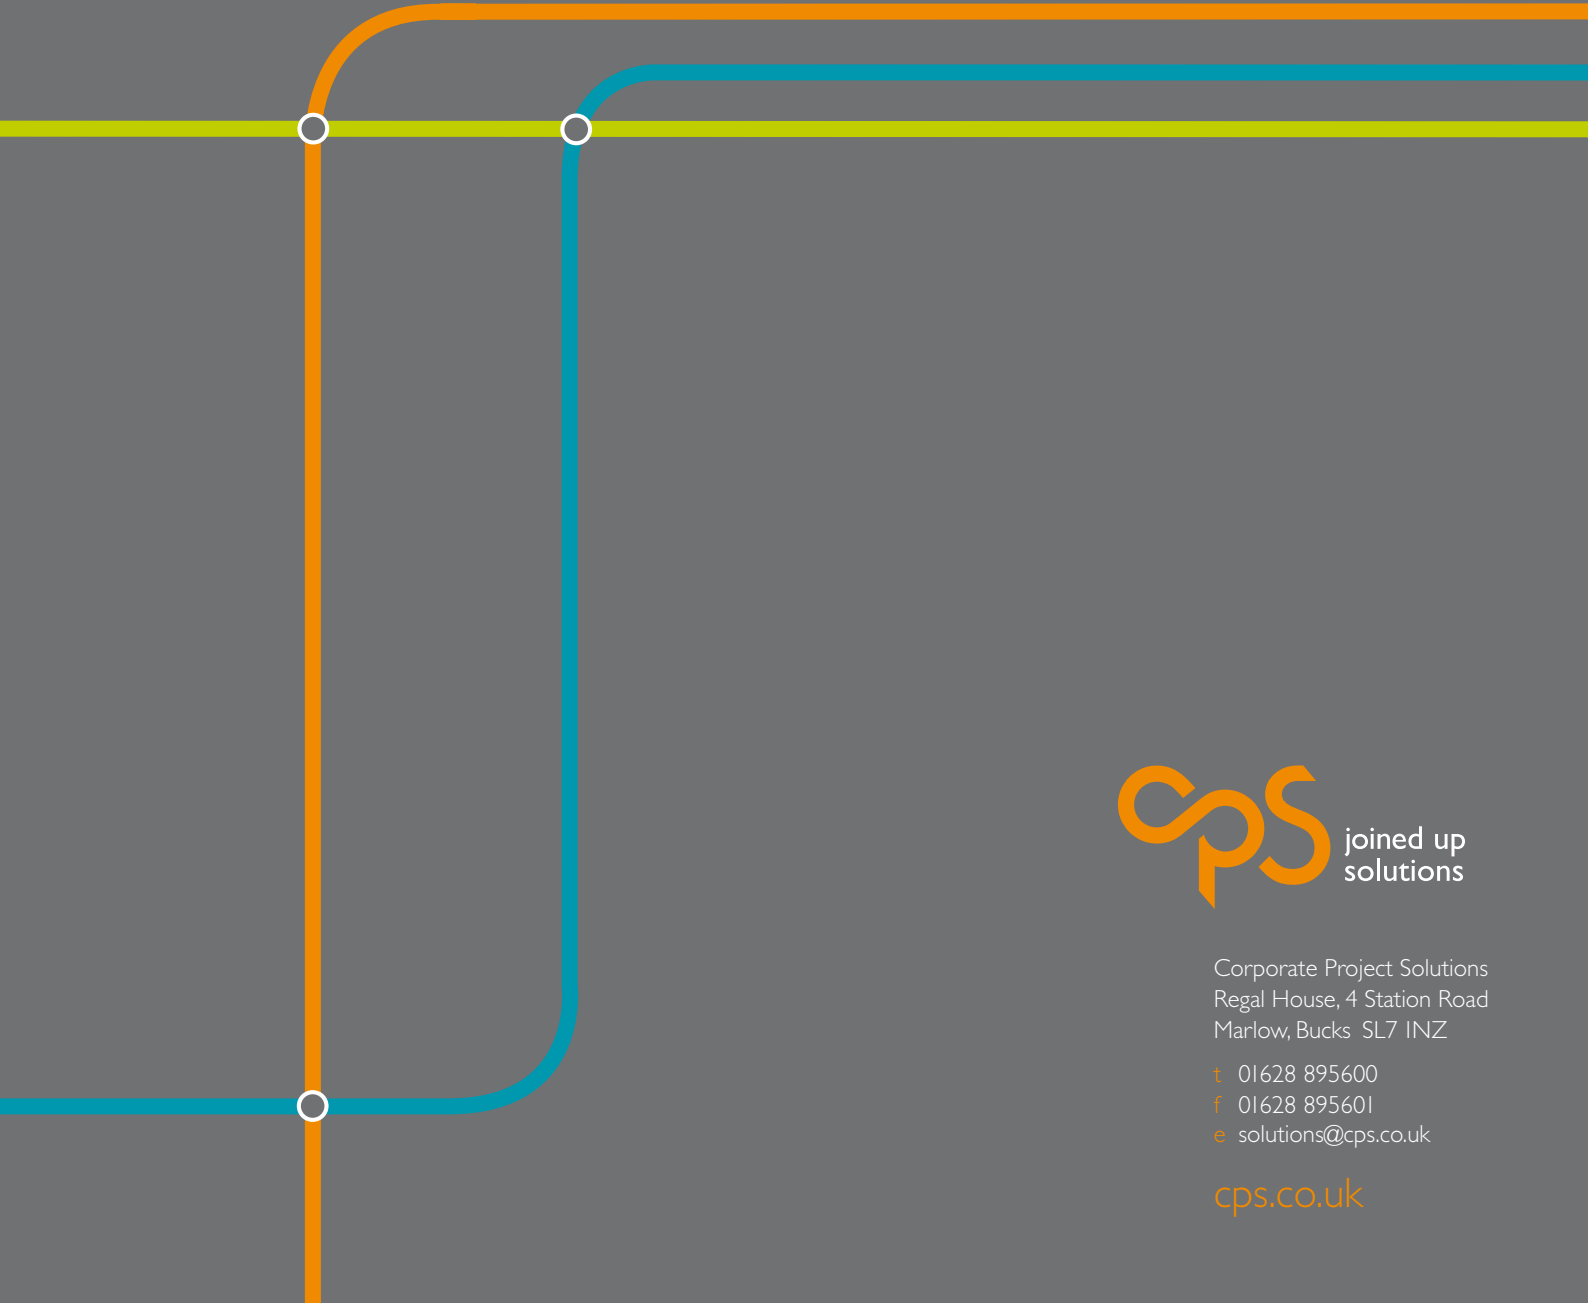 cps
joined up
solutions
Corporate Project Solutions
Regal House, 4 Station Road
Marlow, Bucks  SL7 1NZ
t 01628 895600
f 01628 895601
e solutions@cps.co.uk
cps.co.uk